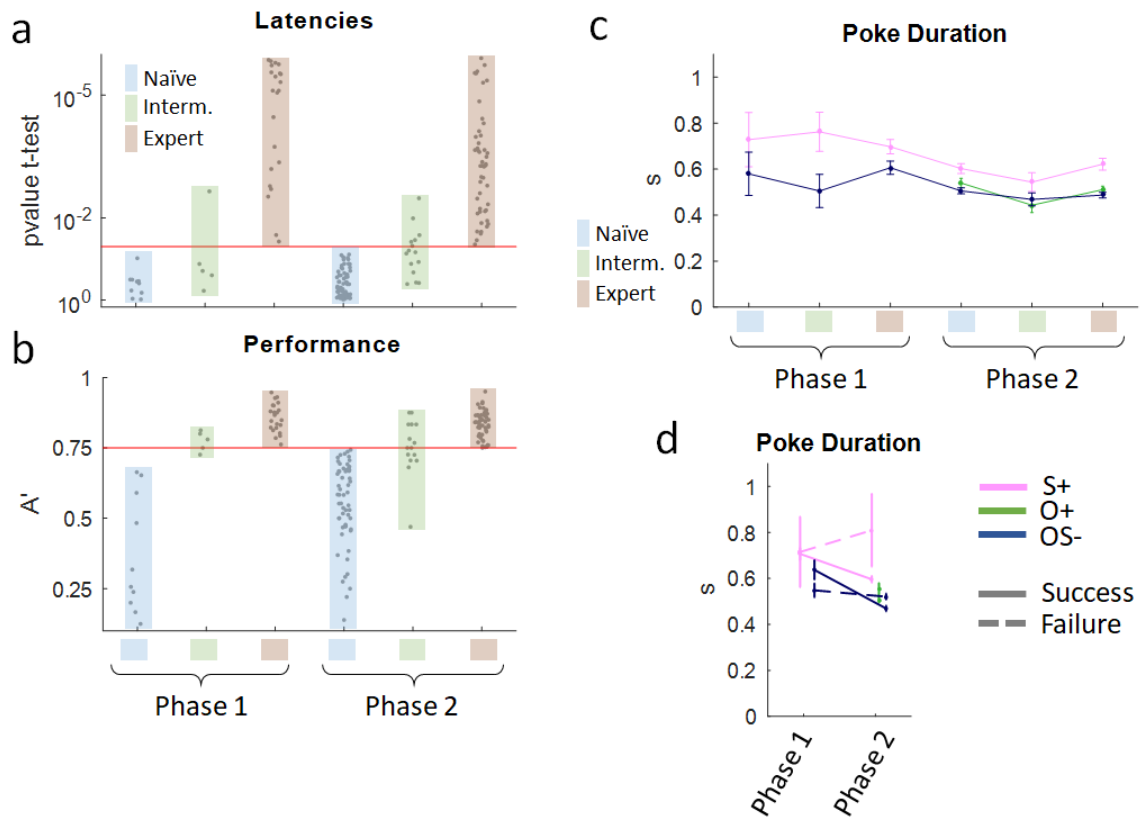 a
Latencies
pvalue t-test
10⁻⁵
10⁻²
10⁰
Naïve
Interm.
Expert
b
Performance
A'
1
0.75
0.5
0.25
Phase 1
Phase 2
c
Poke Duration
s
1
0.8
0.6
0.4
0.2
0
Naïve
Interm.
Expert
Phase 1
Phase 2
d
Poke Duration
s
1
0.8
0.6
0.4
0.2
0
Phase 1
Phase 2
S+
O+
OS-
Success
Failure